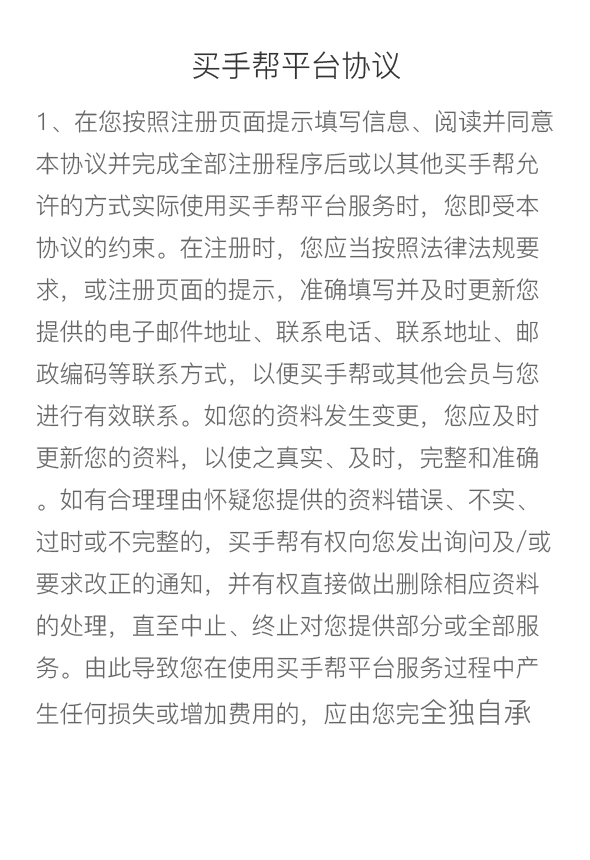 买手帮平台协议
1、在您按照注册页面提示填写信息、阅读并同意
本协议并完成全部注册程序后或以其他买手帮允
许的方式实际使用买手帮平台服务时，您即受本
协议的约束。在注册时，您应当按照法律法规要
求，或注册页面的提示，准确填写并及时更新您
提供的电子邮件地址、联系电话、联系地址、邮
政编码等联系方式，以便买手帮或其他会员与您
进行有效联系。如您的资料发生变更，您应及时
更新您的资料，以使之真实、及时，完整和准确
。如有合理理由怀疑您提供的资料错误、不实、
过时或不完整的，买手帮有权向您发出询问及/或
要求改正的通知，并有权直接做出删除相应资料
的处理，直至中止、终止对您提供部分或全部服
务。由此导致您在使用买手帮平台服务过程中产
生任何损失或增加费用的，应由您完全独自承